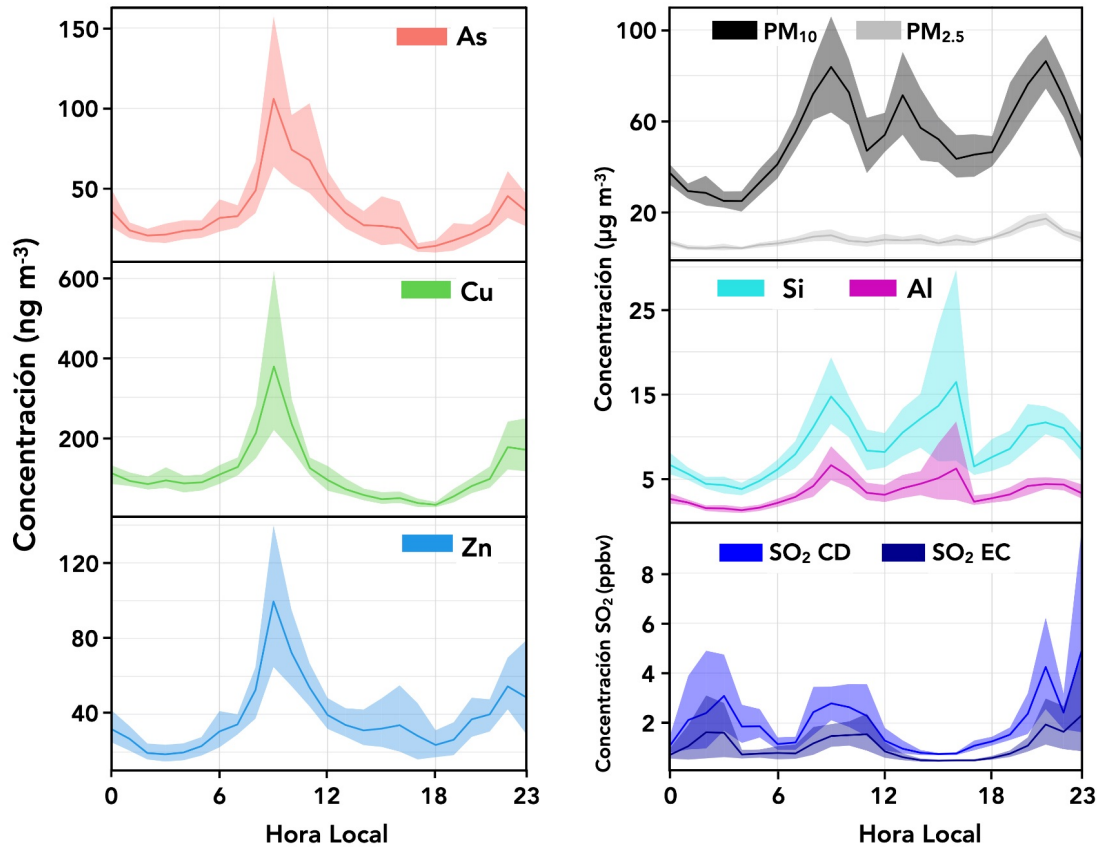 Concentración (ng m⁻³)
As
150
100
50
Cu
600
400
200
Zn
120
80
40
0 6 12 18 23
Hora Local
Concentración (µg m⁻³)
PM₁₀ PM₂.₅
100
60
20
Si Al
25
15
5
Concentración SO₂ (ppbv)
SO₂ CD SO₂ EC
8
6
4
2
0 6 12 18 23
Hora Local